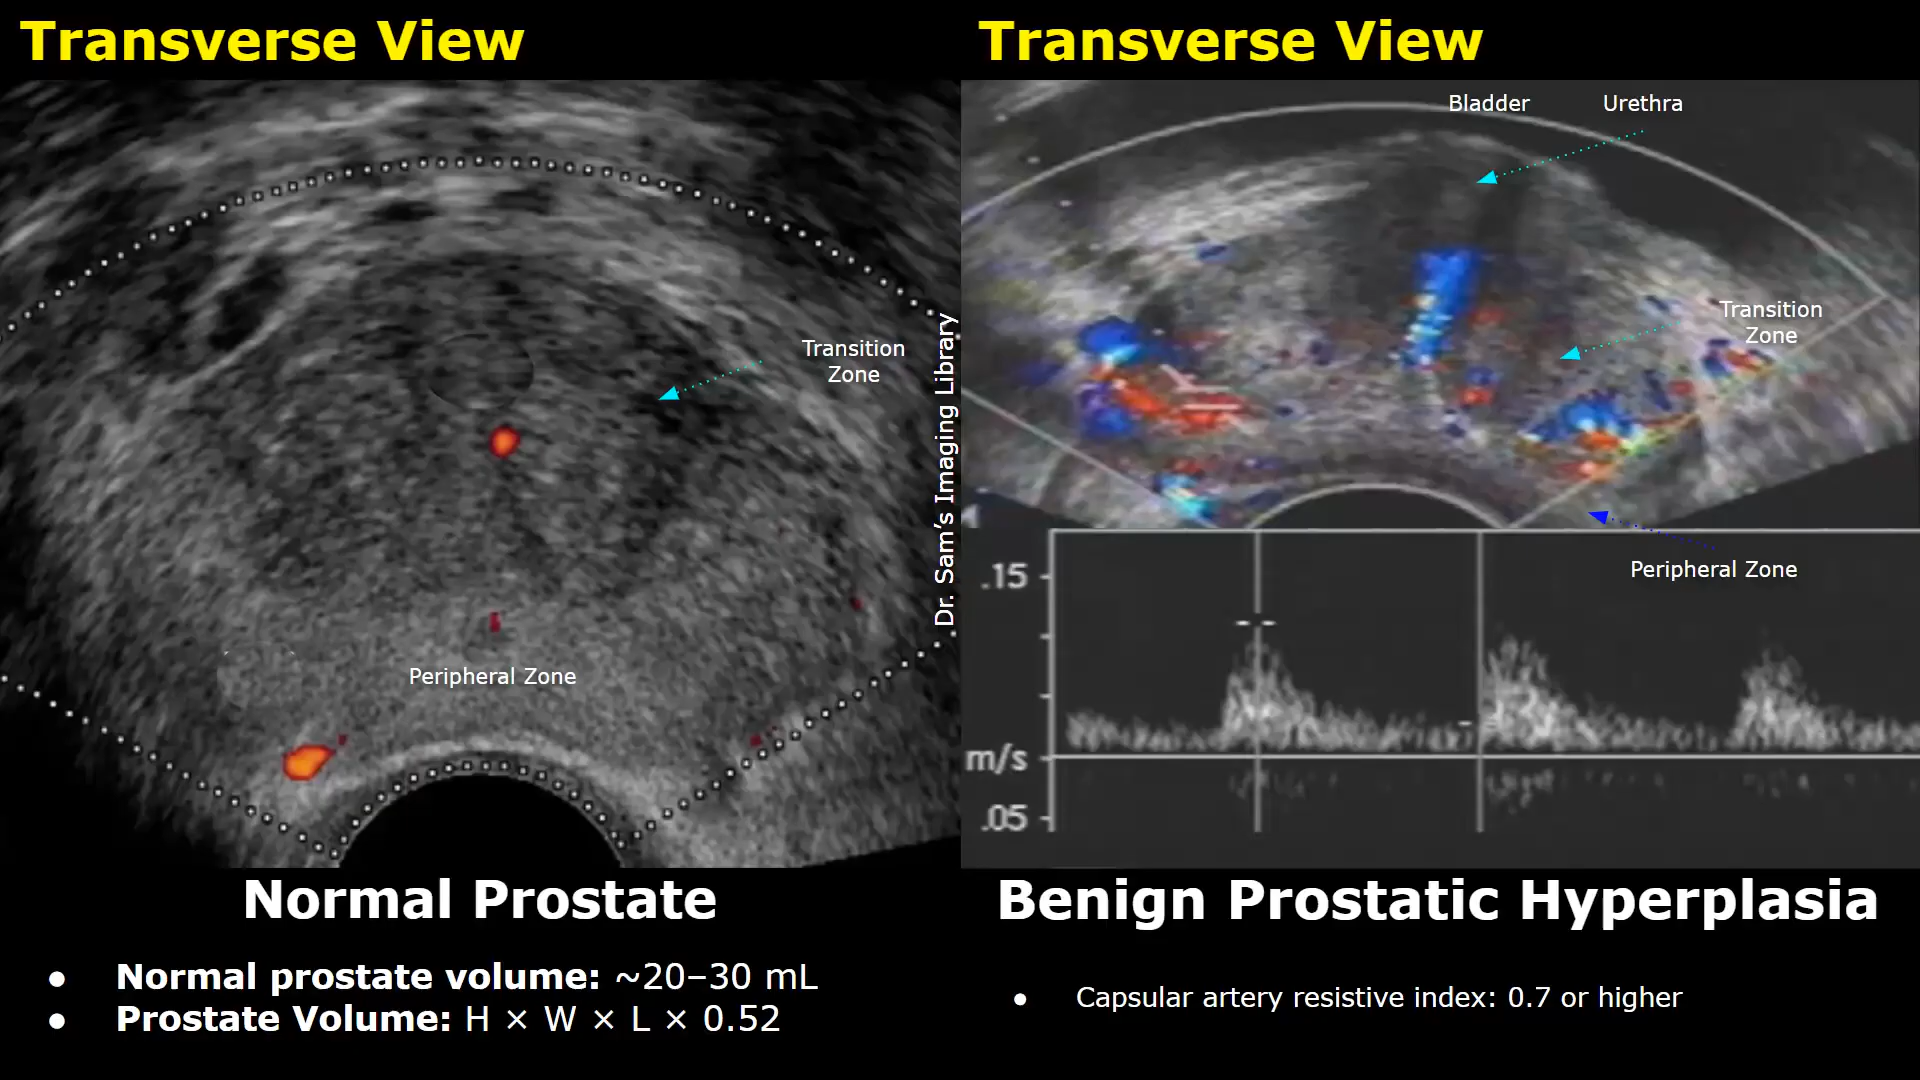 Transverse View
Transition
Zone
Peripheral Zone
Normal Prostate
● Normal prostate volume: ~20–30 mL
● Prostate Volume: H × W × L × 0.52
Dr. Sam's Imaging Library
Transverse View
Bladder Urethra
Transition
Zone
Peripheral Zone
.15
m/s
.05
Benign Prostatic Hyperplasia
● Capsular artery resistive index: 0.7 or higher